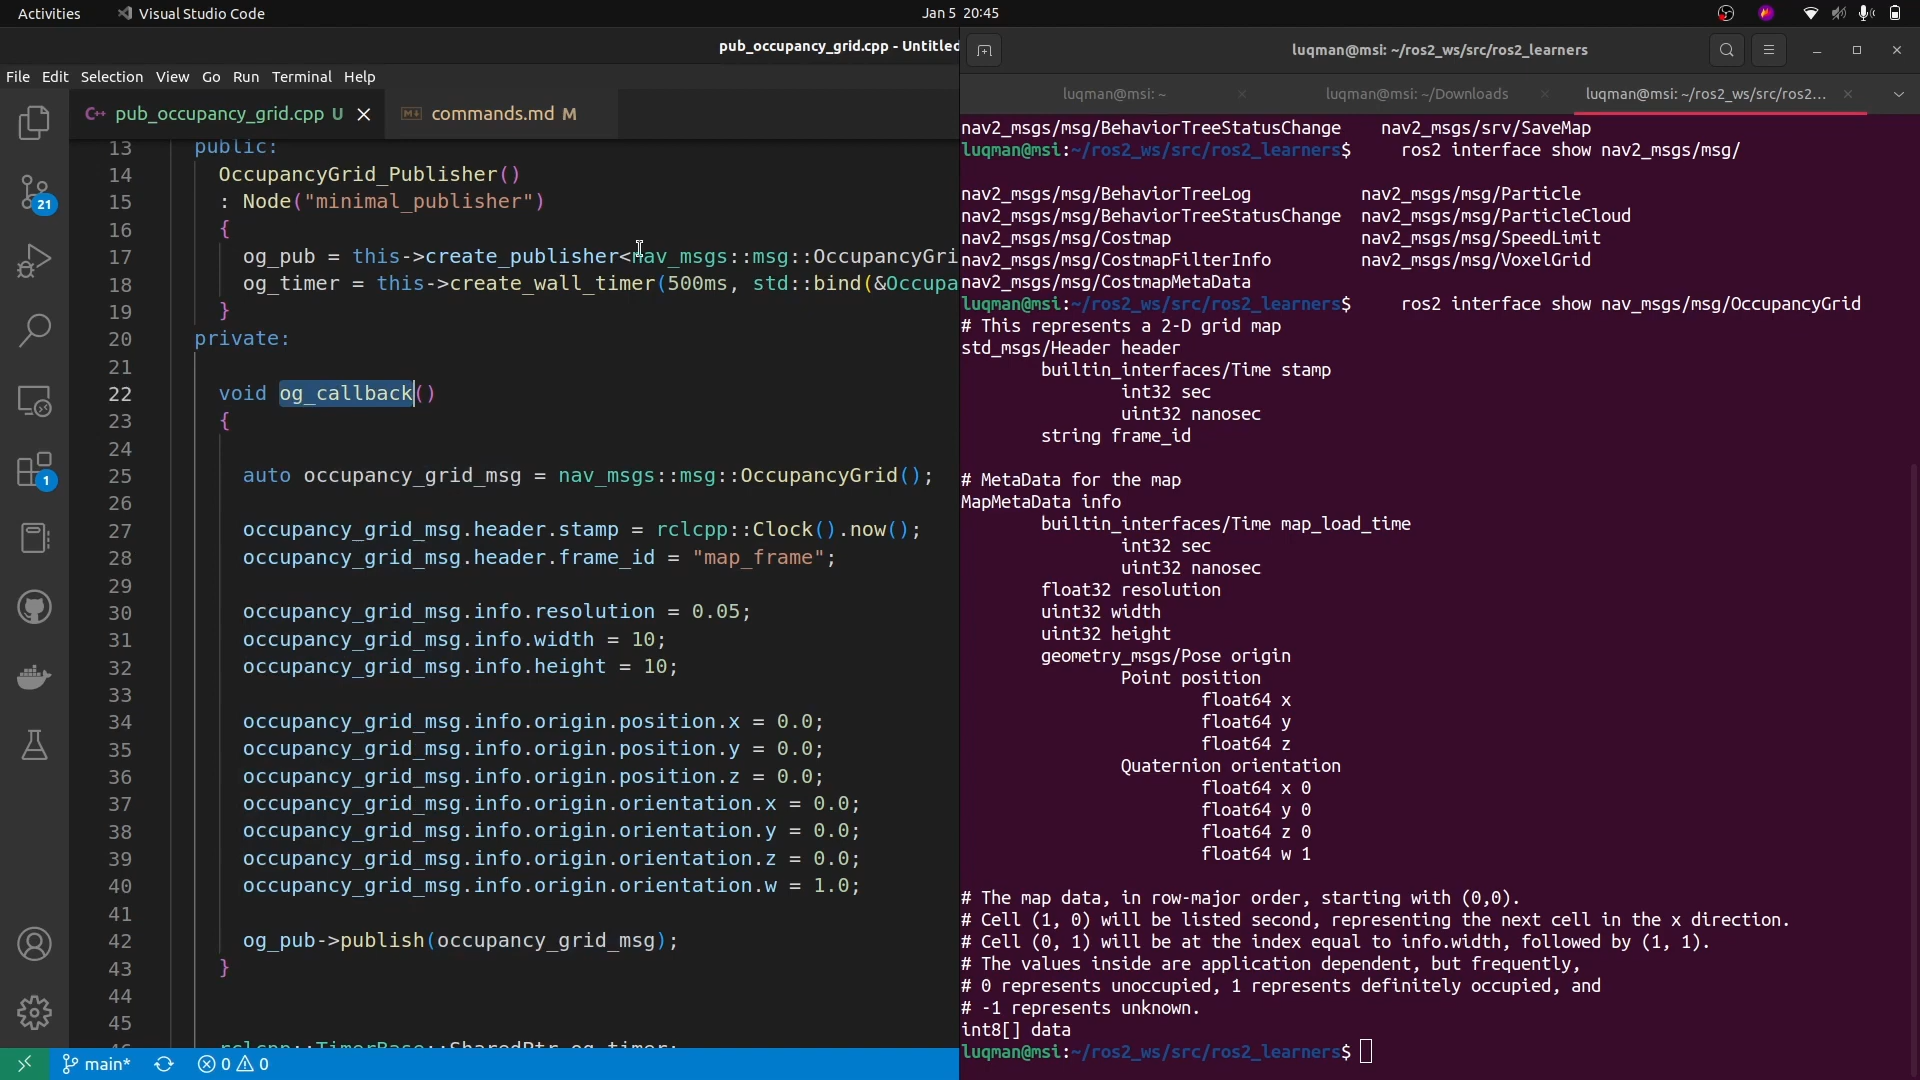 Activities
Visual Studio Code
Jan 5 20:45
pub_occupancy_grid.cpp - Untitled
File Edit Selection View Go Run Terminal Help
pub_occupancy_grid.cpp U
commands.md M
13 public:
14 OccupancyGrid_Publisher()
15 : Node("minimal_publisher")
16 {
17 og_pub = this->create_publisher<nav_msgs::msg::OccupancyGri
18 og_timer = this->create_wall_timer(500ms, std::bind(&Occupa
19 }
20 private:
21
22 void og_callback()
23 {
24
25 auto occupancy_grid_msg = nav_msgs::msg::OccupancyGrid();
26
27 occupancy_grid_msg.header.stamp = rclcpp::Clock().now();
28 occupancy_grid_msg.header.frame_id = "map_frame";
29
30 occupancy_grid_msg.info.resolution = 0.05;
31 occupancy_grid_msg.info.width = 10;
32 occupancy_grid_msg.info.height = 10;
33
34 occupancy_grid_msg.info.origin.position.x = 0.0;
35 occupancy_grid_msg.info.origin.position.y = 0.0;
36 occupancy_grid_msg.info.origin.position.z = 0.0;
37 occupancy_grid_msg.info.origin.orientation.x = 0.0;
38 occupancy_grid_msg.info.origin.orientation.y = 0.0;
39 occupancy_grid_msg.info.origin.orientation.z = 0.0;
40 occupancy_grid_msg.info.origin.orientation.w = 1.0;
41
42 og_pub->publish(occupancy_grid_msg);
43 }
44
45
46 rclcpp::TimerBase::SharedPtr og_timer;
21
1
main*
0 0
luqman@msi: ~/ros2_ws/src/ros2_learners
luqman@msi: ~
luqman@msi: ~/Downloads
luqman@msi: ~/ros2_ws/src/ros2...
nav2_msgs/msg/BehaviorTreeStatusChange nav2_msgs/srv/SaveMap
luqman@msi:~/ros2_ws/src/ros2_learners$ ros2 interface show nav2_msgs/msg/
nav2_msgs/msg/BehaviorTreeLog nav2_msgs/msg/Particle
nav2_msgs/msg/BehaviorTreeStatusChange nav2_msgs/msg/ParticleCloud
nav2_msgs/msg/Costmap nav2_msgs/msg/SpeedLimit
nav2_msgs/msg/CostmapFilterInfo nav2_msgs/msg/VoxelGrid
nav2_msgs/msg/CostmapMetaData
luqman@msi:~/ros2_ws/src/ros2_learners$ ros2 interface show nav_msgs/msg/OccupancyGrid
# This represents a 2-D grid map
std_msgs/Header header
builtin_interfaces/Time stamp
int32 sec
uint32 nanosec
string frame_id
# MetaData for the map
MapMetaData info
builtin_interfaces/Time map_load_time
int32 sec
uint32 nanosec
float32 resolution
uint32 width
uint32 height
geometry_msgs/Pose origin
Point position
float64 x
float64 y
float64 z
Quaternion orientation
float64 x 0
float64 y 0
float64 z 0
float64 w 1
# The map data, in row-major order, starting with (0,0).
# Cell (1, 0) will be listed second, representing the next cell in the x direction.
# Cell (0, 1) will be at the index equal to info.width, followed by (1, 1).
# The values inside are application dependent, but frequently,
# 0 represents unoccupied, 1 represents definitely occupied, and
# -1 represents unknown.
int8[] data
luqman@msi:~/ros2_ws/src/ros2_learners$